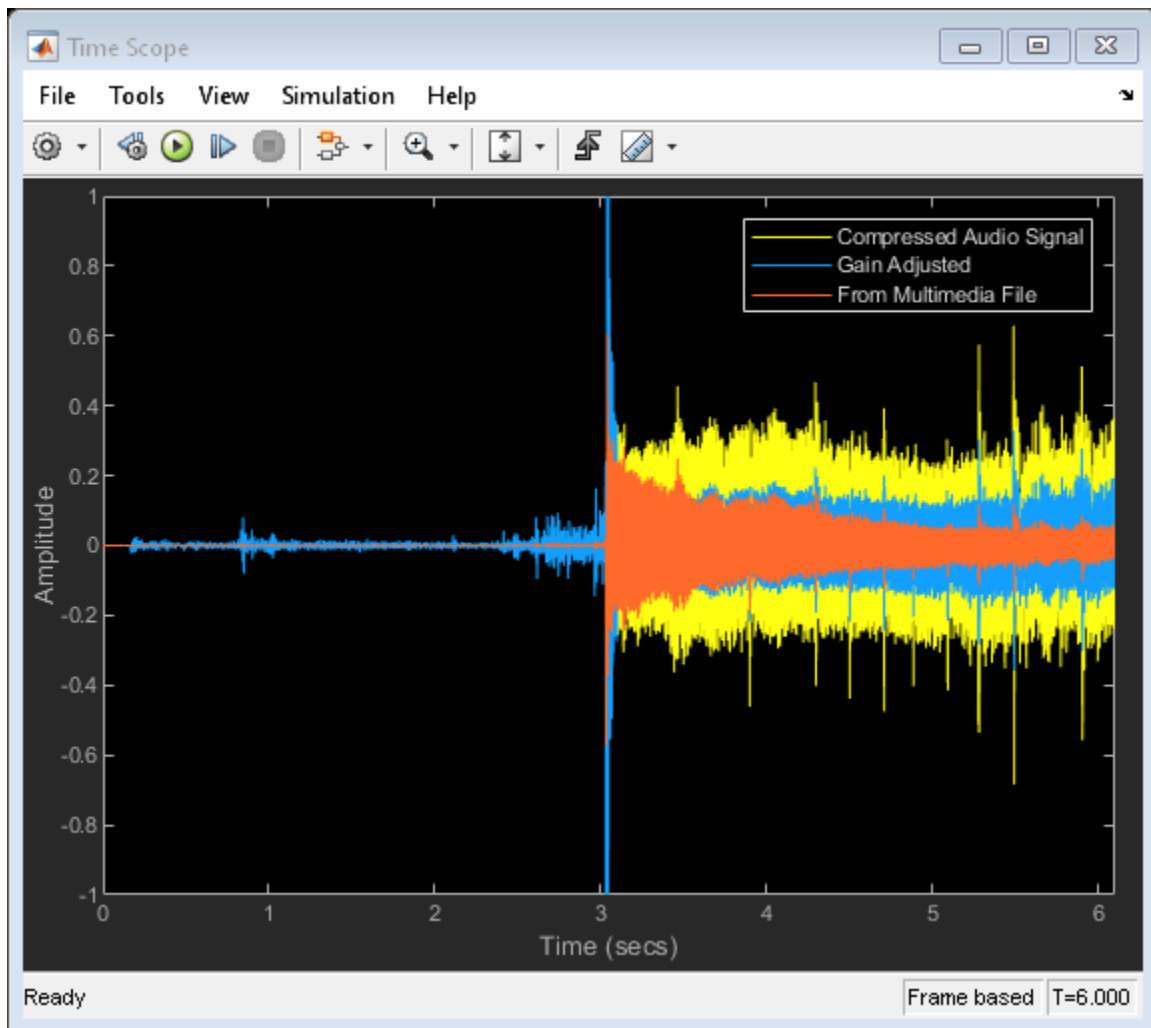 Time Scope
File Tools View Simulation Help
1
0.8
0.6
0.4
0.2
0
-0.2
-0.4
-0.6
-0.8
-1
Amplitude
Compressed Audio Signal
Gain Adjusted
From Multimedia File
0 1 2 3 4 5 6
Time (secs)
Ready Frame based T=6.000